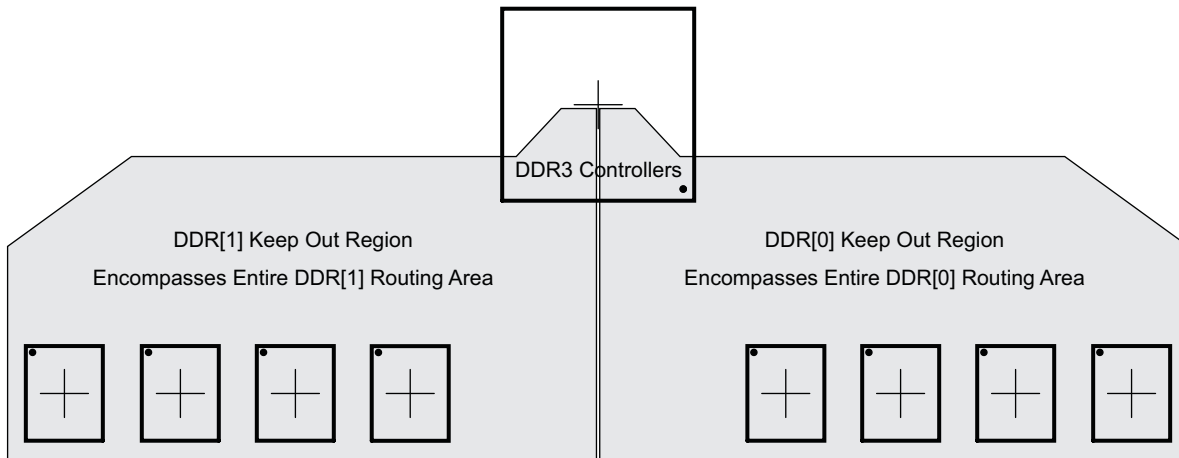 DDR3 Controllers
DDR[1] Keep Out Region
Encompasses Entire DDR[1] Routing Area
DDR[0] Keep Out Region
Encompasses Entire DDR[0] Routing Area